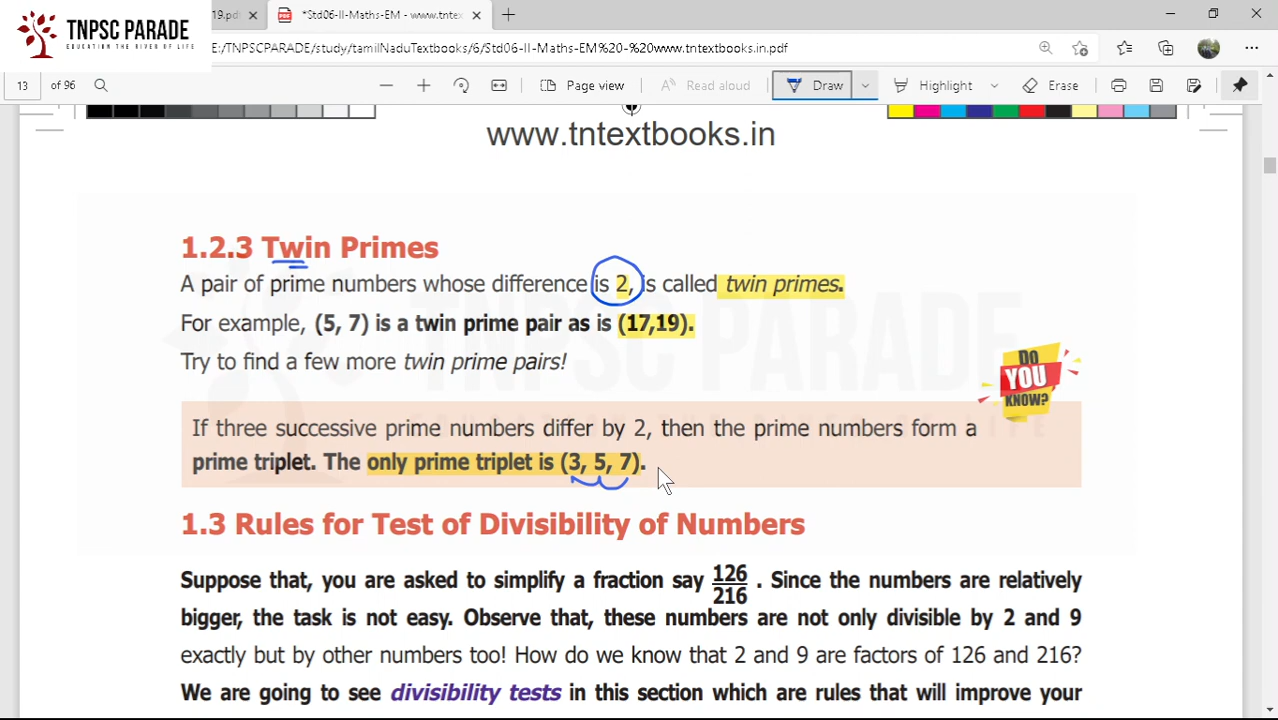 TNPSC PARADE
EDUCATION THE RIVER OF LIFE
19.pd
*Std06-II-Maths-EM - www.tntex
E:/TNPSCPARADE/study/tamilNaduTextbooks/6/Std06-II-Maths-EM%20-%20www.tntextbooks.in.pdf
13 of 96
Page view
Read aloud
Draw
Highlight
Erase
www.tntextbooks.in
1.2.3 Twin Primes
A pair of prime numbers whose difference is 2, is called twin primes.
For example, (5, 7) is a twin prime pair as is (17,19).
Try to find a few more twin prime pairs!
DO
YOU
KNOW?
If three successive prime numbers differ by 2, then the prime numbers form a
prime triplet. The only prime triplet is (3, 5, 7).
1.3 Rules for Test of Divisibility of Numbers
Suppose that, you are asked to simplify a fraction say 126/216 . Since the numbers are relatively
bigger, the task is not easy. Observe that, these numbers are not only divisible by 2 and 9
exactly but by other numbers too! How do we know that 2 and 9 are factors of 126 and 216?
We are going to see divisibility tests in this section which are rules that will improve your
TNPSC PARADE